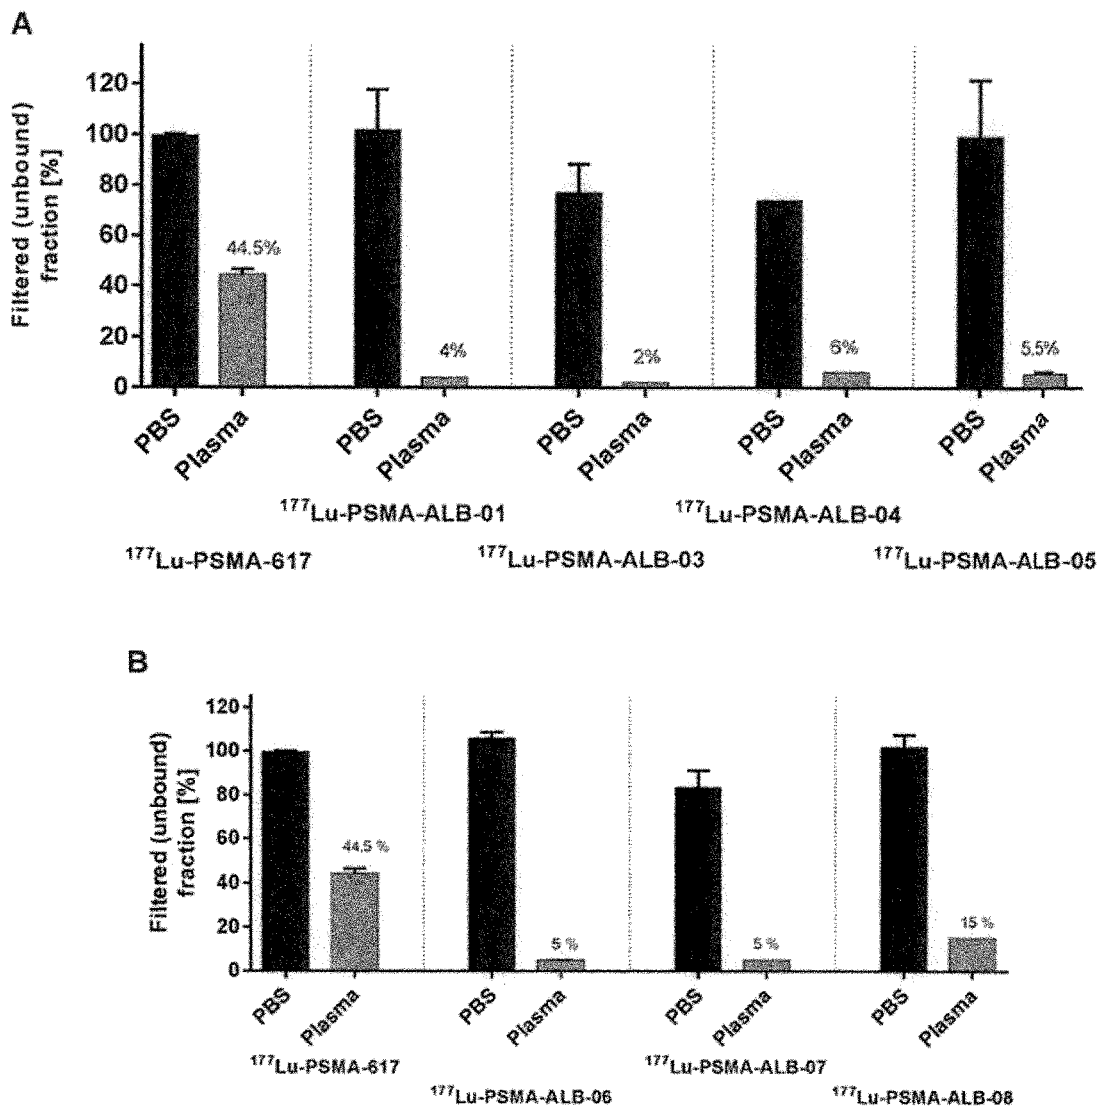 A
Filtered (unbound)
fraction [%]
120
100
80
60
40
20
0
44.5%
4%
2%
6%
5.5%
PBS
Plasma
PBS
Plasma
PBS
Plasma
PBS
Plasma
PBS
Plasma
177Lu-PSMA-ALB-01
177Lu-PSMA-ALB-04
177Lu-PSMA-617
177Lu-PSMA-ALB-03
177Lu-PSMA-ALB-05
B
Filtered (unbound)
fraction [%]
120
100
80
60
40
20
0
44.5 %
5 %
5 %
15 %
PBS
Plasma
PBS
Plasma
PBS
Plasma
PBS
Plasma
177Lu-PSMA-617
177Lu-PSMA-ALB-07
177Lu-PSMA-ALB-06
177Lu-PSMA-ALB-08